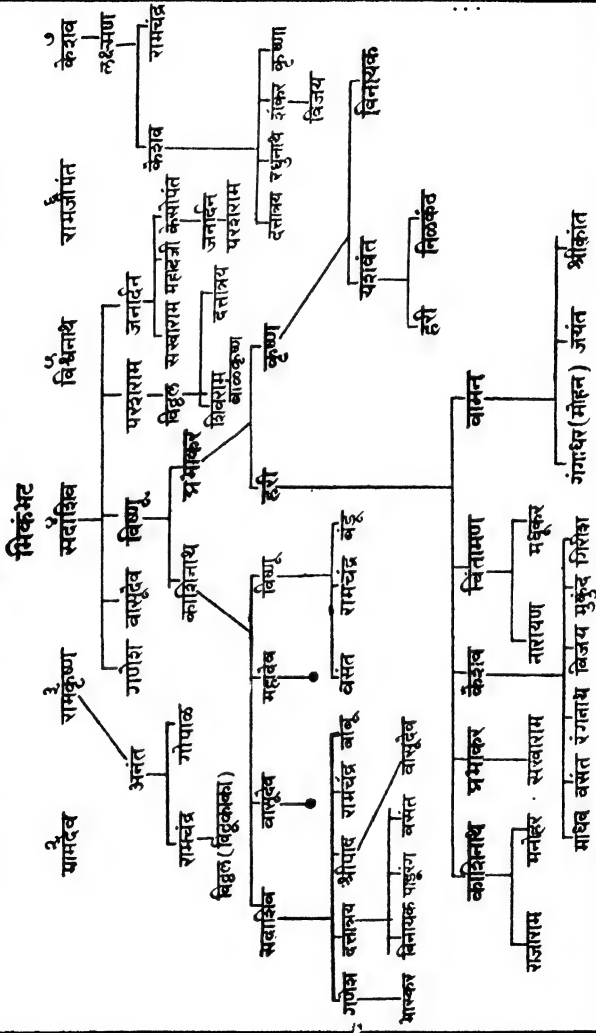 भिकंभट
ग्रामदेव २ रामकृष्ण ३ सदाशिव ४ विश्वनाथ ५ रामजीपंत ६ केशव ७
लक्ष्मण
अनंत गणेश वासूदेव विष्णू परशराम जनार्दन केशव रामचंद्र
रामचंद्र गोपाळ काशिनाथ प्रभाकर विठ्ठल सखाराम महादजी केसोपंत दत्तात्रय रघुनाथ शंकर कृष्णा
विठ्ठल (विठूकाका) शिवराम बाळकृष्ण दत्तात्रय जनार्दन विजय
परशराम
सदाशिव वासूदेव महादेव विष्णू हरी कृष्ण
गणेश दत्तात्रय श्रीपाद रामचंद्र बाबू वसंत रामचंद्र बंडू यशवंत विनायक
भास्कर विनायक पांडूरंग वसंत वासूदेव हरी निळकंठ
काशिनाथ प्रभाकर केशव चिंतामण वामन
राजाराम मनोहर सखाराम नारायण मधूकर
माधव वसंत रंगनाथ विजय मुकुंद गिरीश गंगाधर (मोहन) जयंत श्रीकांत